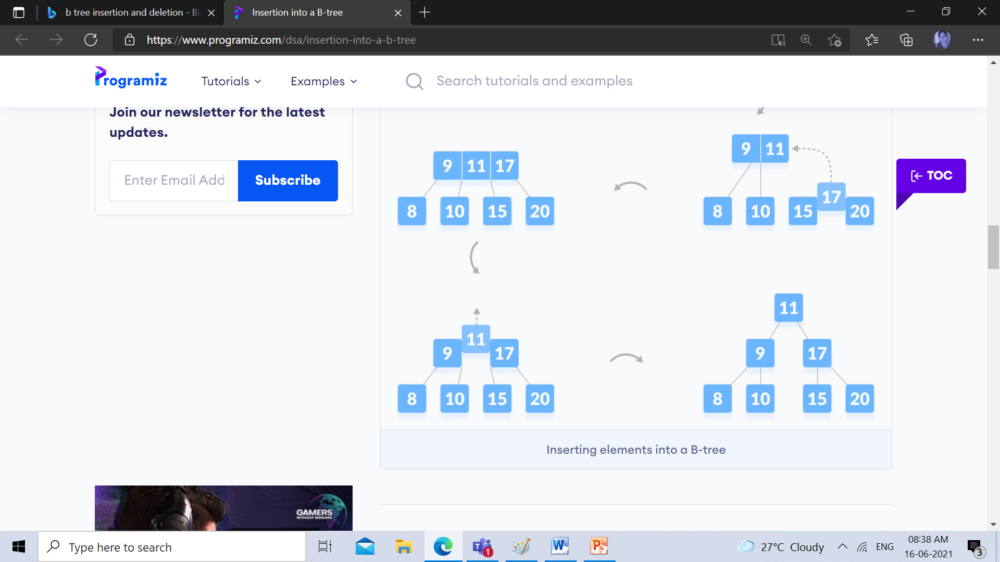 b tree insertion and deletion - Bi
Insertion into a B-tree
https://www.programiz.com/dsa/insertion-into-a-b-tree
Programiz
Tutorials
Examples
Search tutorials and examples
Join our newsletter for the latest
updates.
Enter Email Add
Subscribe
TOC
9 11
17
8 10 15 20
9 11 17
8 10 15 20
11
9 17
8 10 15 20
11
9 17
8 10 15 20
Inserting elements into a B-tree
GAMERS
WITHOUT BORDERS
Type here to search
1
27°C Cloudy
ENG
08:38 AM
16-06-2021
3